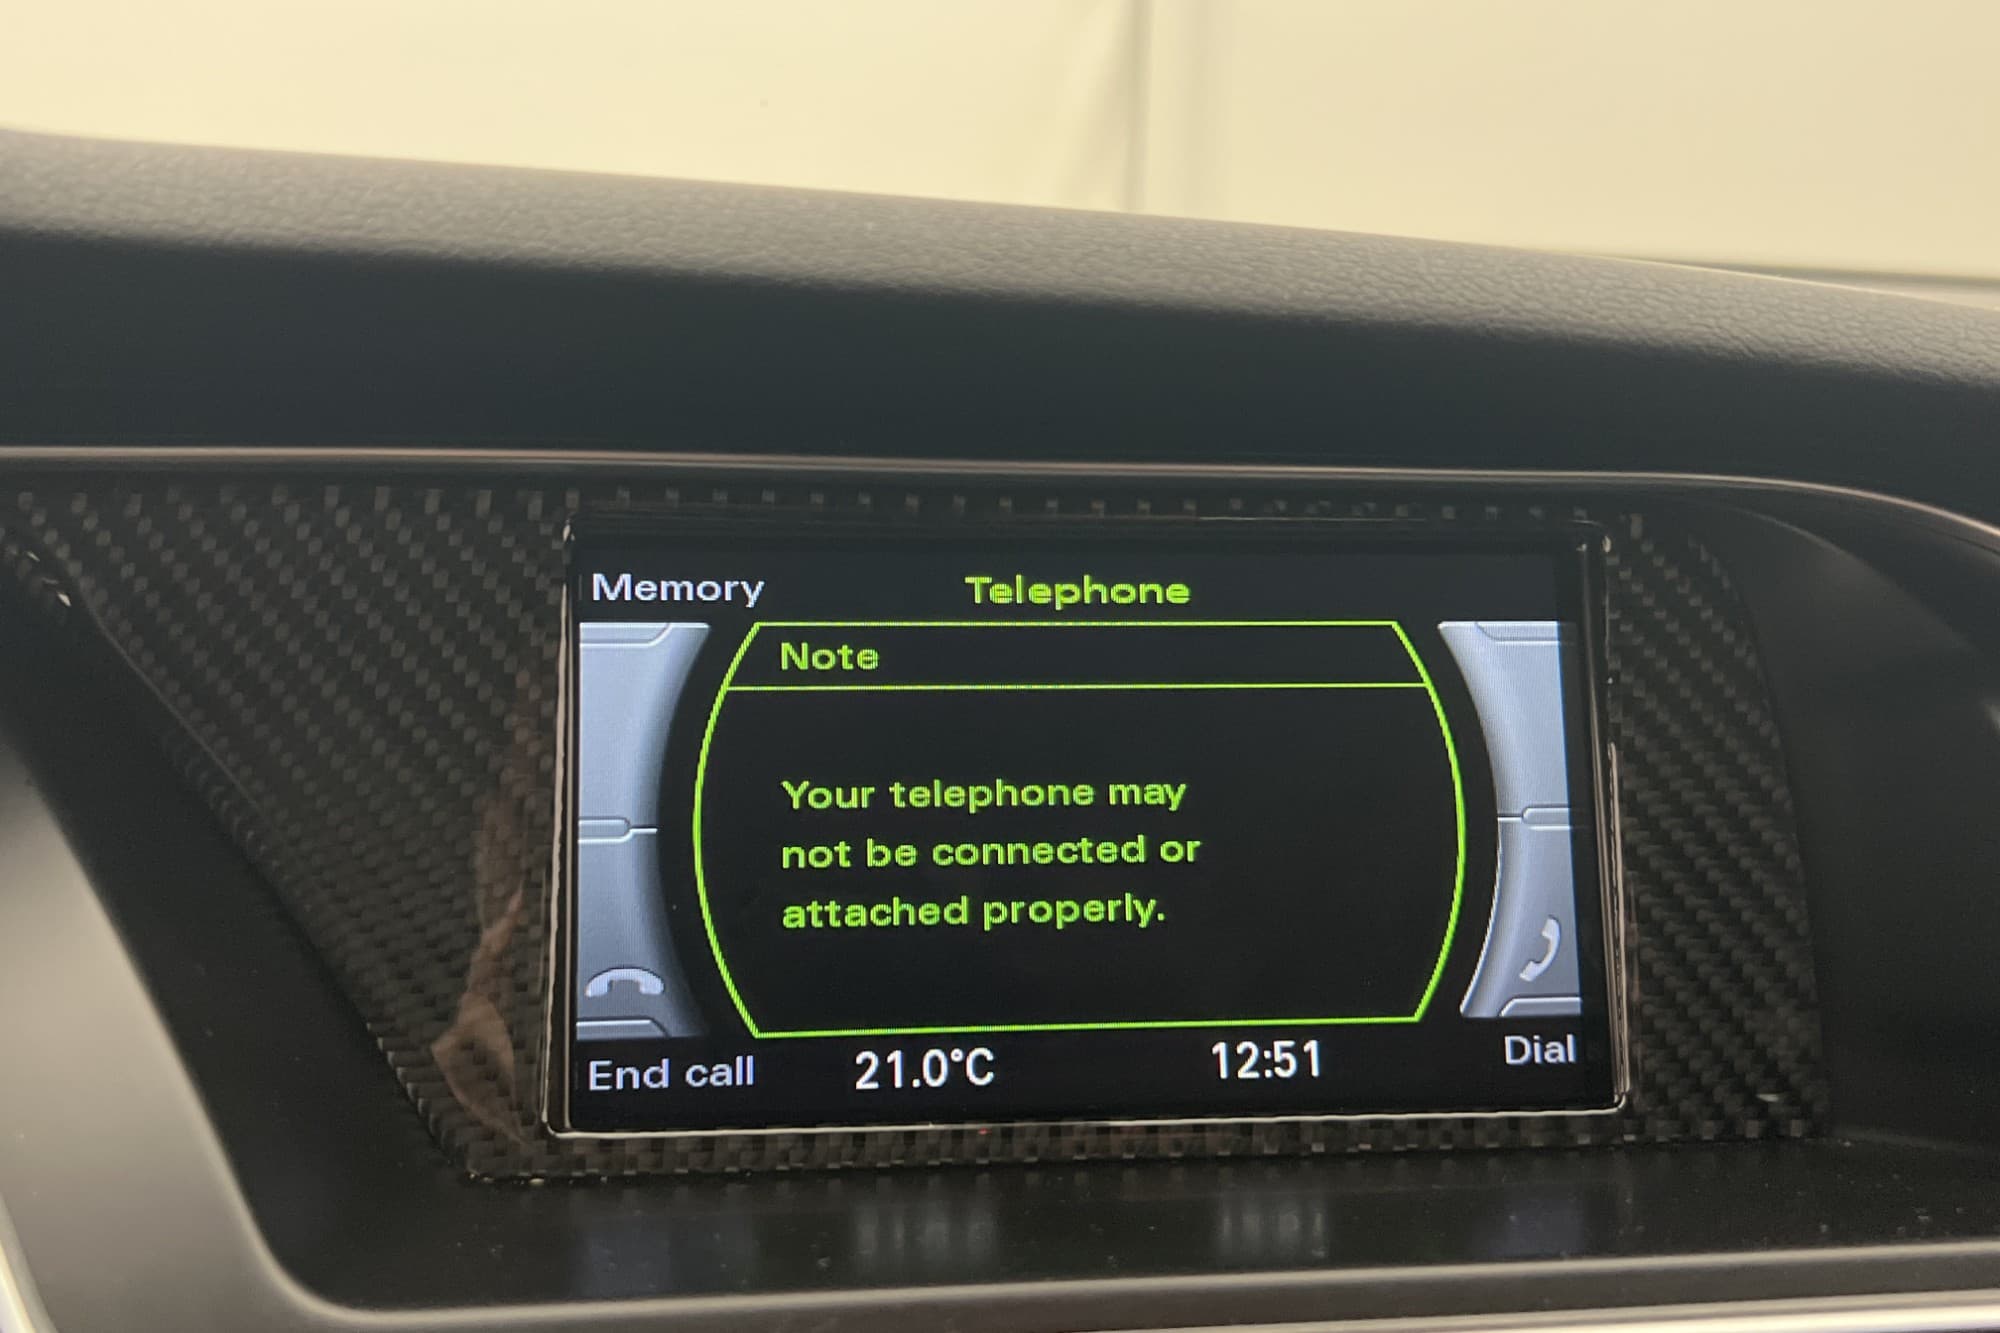 Memory
Telephone
Note
Your telephone may
not be connected or
attached properly.
End call
21.0°C
12:51
Dial